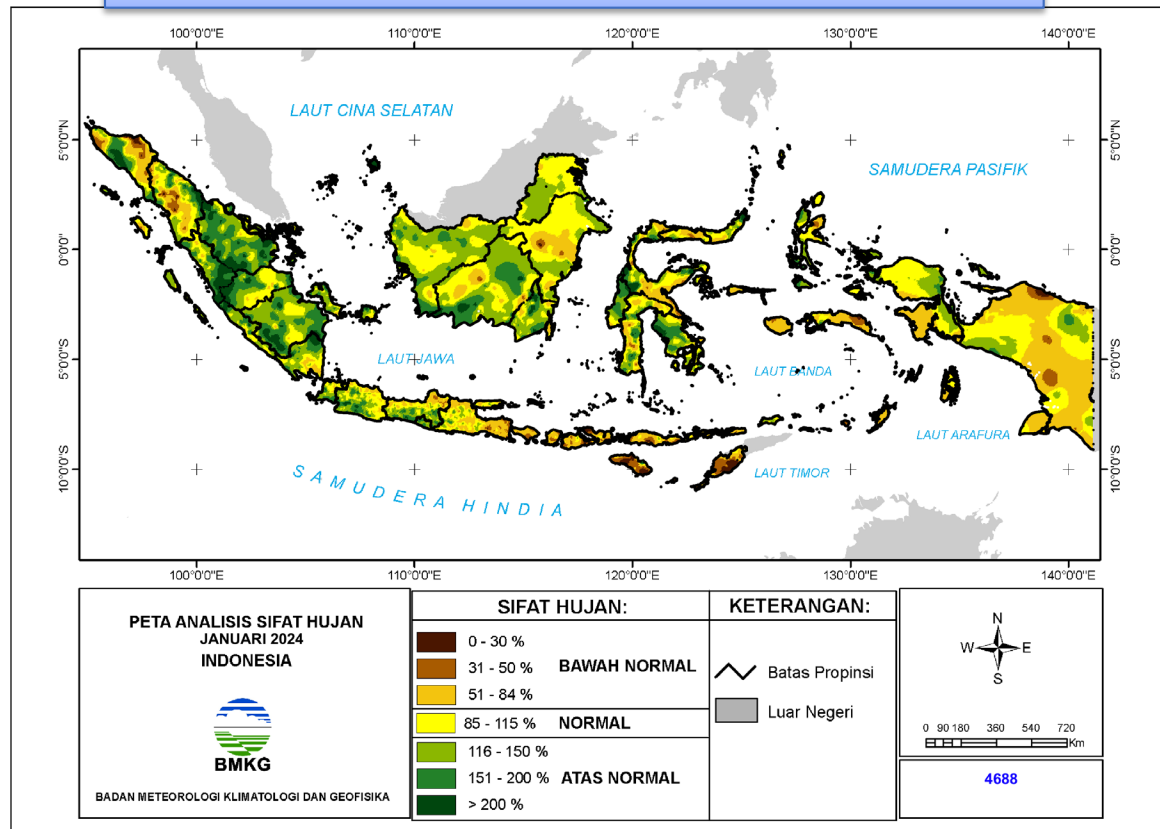 100°0'0"E 110°0'0"E 120°0'0"E 130°0'0"E 140°0'0"E
LAUT CINA SELATAN
SAMUDERA PASIFIK
5°0'0"N
5°0'0"N
0°0'0"
0°0'0"
LAUT JAWA
LAUT BANDA
5°0'0"S
5°0'0"S
LAUT ARAFURA
LAUT TIMOR
10°0'0"S
10°0'0"S
SAMUDERA HINDIA
100°0'0"E 110°0'0"E 120°0'0"E 130°0'0"E 140°0'0"E
PETA ANALISIS SIFAT HUJAN
JANUARI 2024
INDONESIA
BMKG
BADAN METEOROLOGI KLIMATOLOGI DAN GEOFISIKA
SIFAT HUJAN:
0 - 30 %
31 - 50 % BAWAH NORMAL
51 - 84 %
85 - 115 % NORMAL
116 - 150 %
151 - 200 % ATAS NORMAL
> 200 %
KETERANGAN:
Batas Propinsi
Luar Negeri
N
W E
S
0 90 180 360 540 720
Km
4688